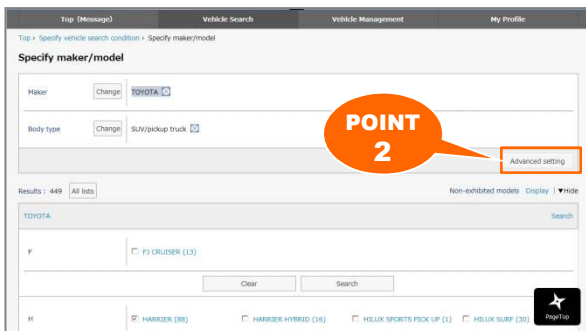 Top (Message) Vehicle Search Vehicle Management My Profile
Top › Specify vehicle search condition › Specify maker/model
Specify maker/model
Maker Change TOYOTA
Body type Change SUV/pickup truck
POINT
2
Advanced setting
Results : 449 All lists Non-exhibited models Display | ▼Hide
TOYOTA Search
F FJ CRUISER (13)
Clear Search
H HARRIER (88) HARRIER HYBRID (16) HILUX SPORTS PICK UP (1) HILUX SURF (30)
PageTop